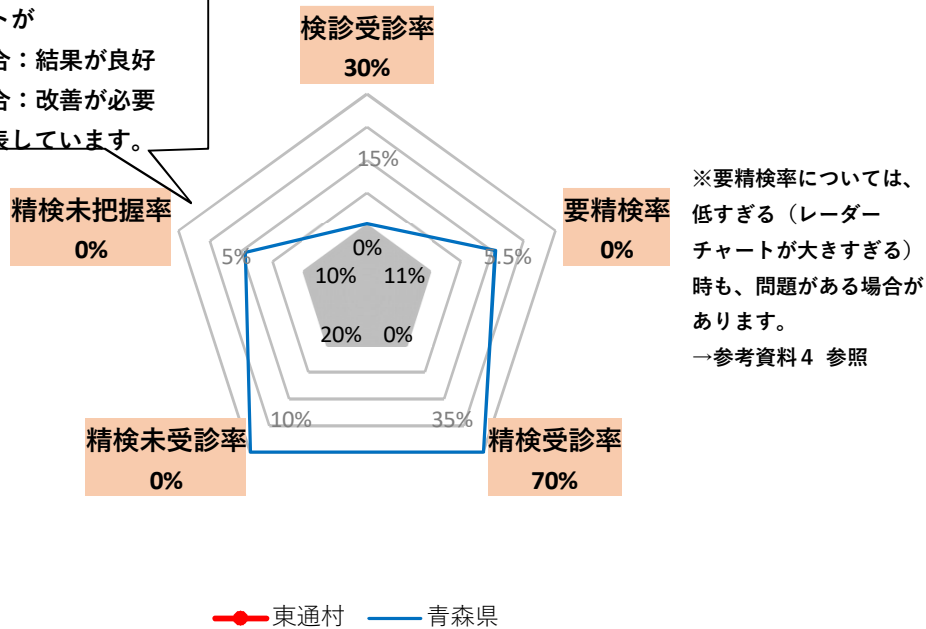 トが
合：結果が良好
合：改善が必要
表しています。
検診受診率
30%
15%
精検未把握率
0%
要精検率
0%
※要精検率については、
低すぎる（レーダー
チャートが大きすぎる）
時も、問題がある場合が
あります。
→参考資料４ 参照
5%
5.5%
0%
10%
11%
20%
0%
10%
35%
精検未受診率
0%
精検受診率
70%
東通村
青森県